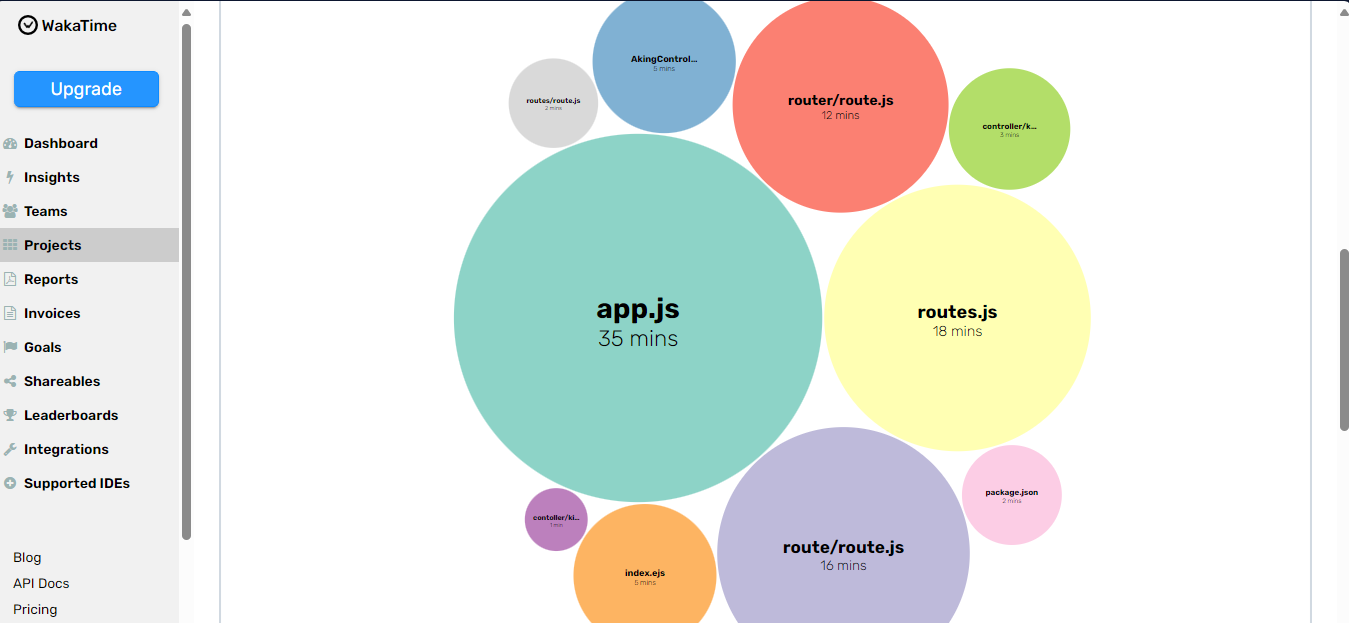 WakaTime
Upgrade
Dashboard
Insights
Teams
Projects
Reports
Invoices
Goals
Shareables
Leaderboards
Integrations
Supported IDEs
Blog
API Docs
Pricing
AkingControl...
5 mins
routes/route.js
2 mins
router/route.js
12 mins
controller/k...
3 mins
app.js
35 mins
routes.js
18 mins
package.json
2 mins
contoller/ki...
1 min
route/route.js
16 mins
index.ejs
5 mins